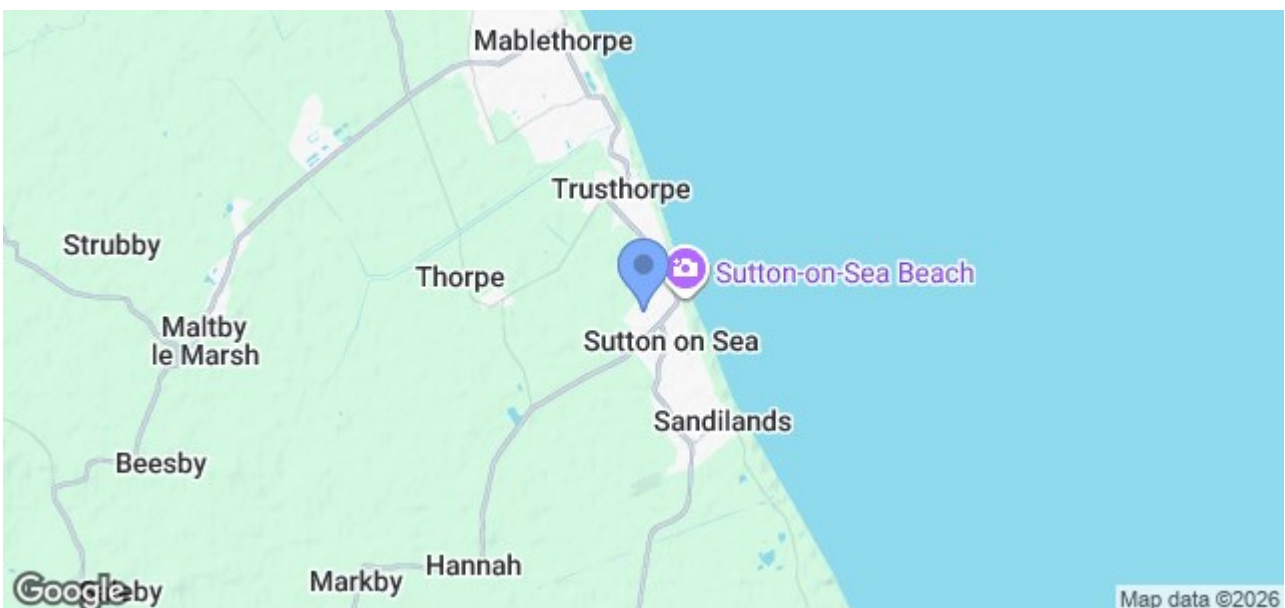 Mablethorpe
Trusthorpe
Strubby
Thorpe
Sutton-on-Sea Beach
Maltby
le Marsh
Sutton on Sea
Sandilands
Beesby
Hannah
Markby
Google
Map data ©2026